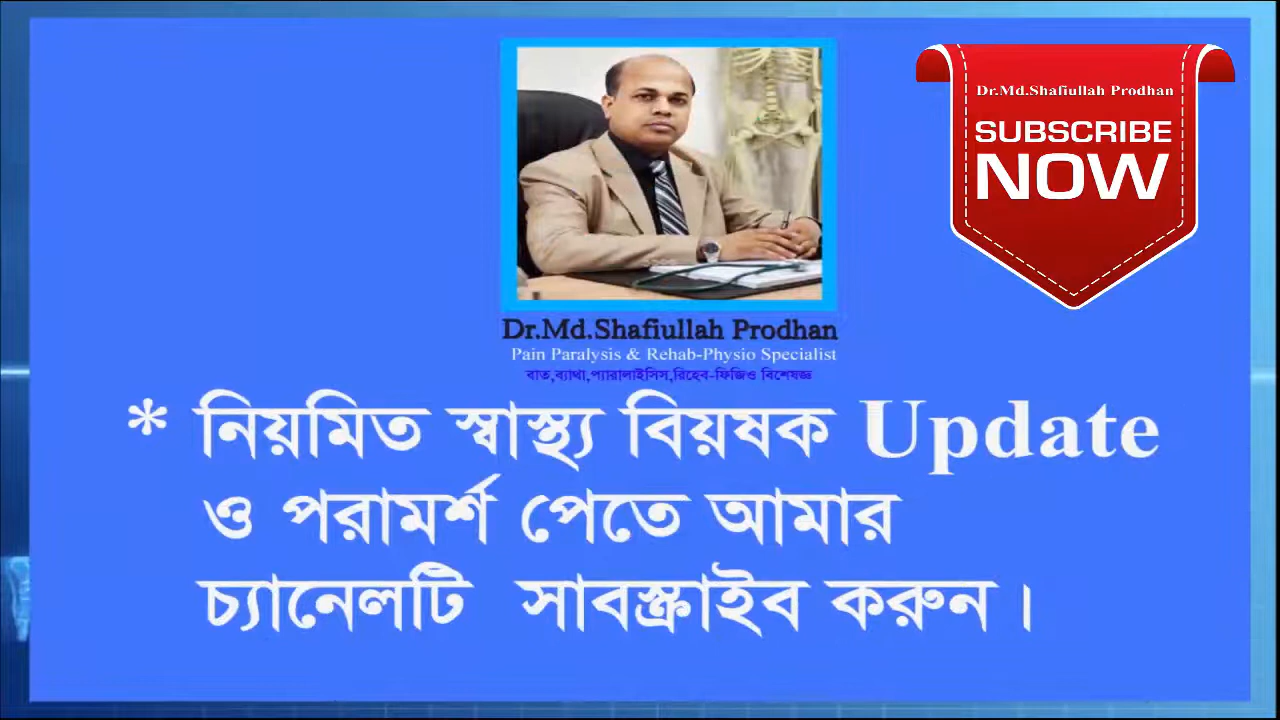 Dr.Md.Shafiullah Prodhan
SUBSCRIBE
NOW
Dr.Md.Shafiullah Prodhan
Pain Paralysis & Rehab-Physio Specialist
বাত,ব্যাথা,প্যারালাইসিস,রিহেব-ফিজিও বিশেষজ্ঞ
* নিয়মিত স্বাস্থ্য বিয়ষক Update
ও পরামর্শ পেতে আমার
চ্যানেলটি সাবস্ক্রাইব করুন।